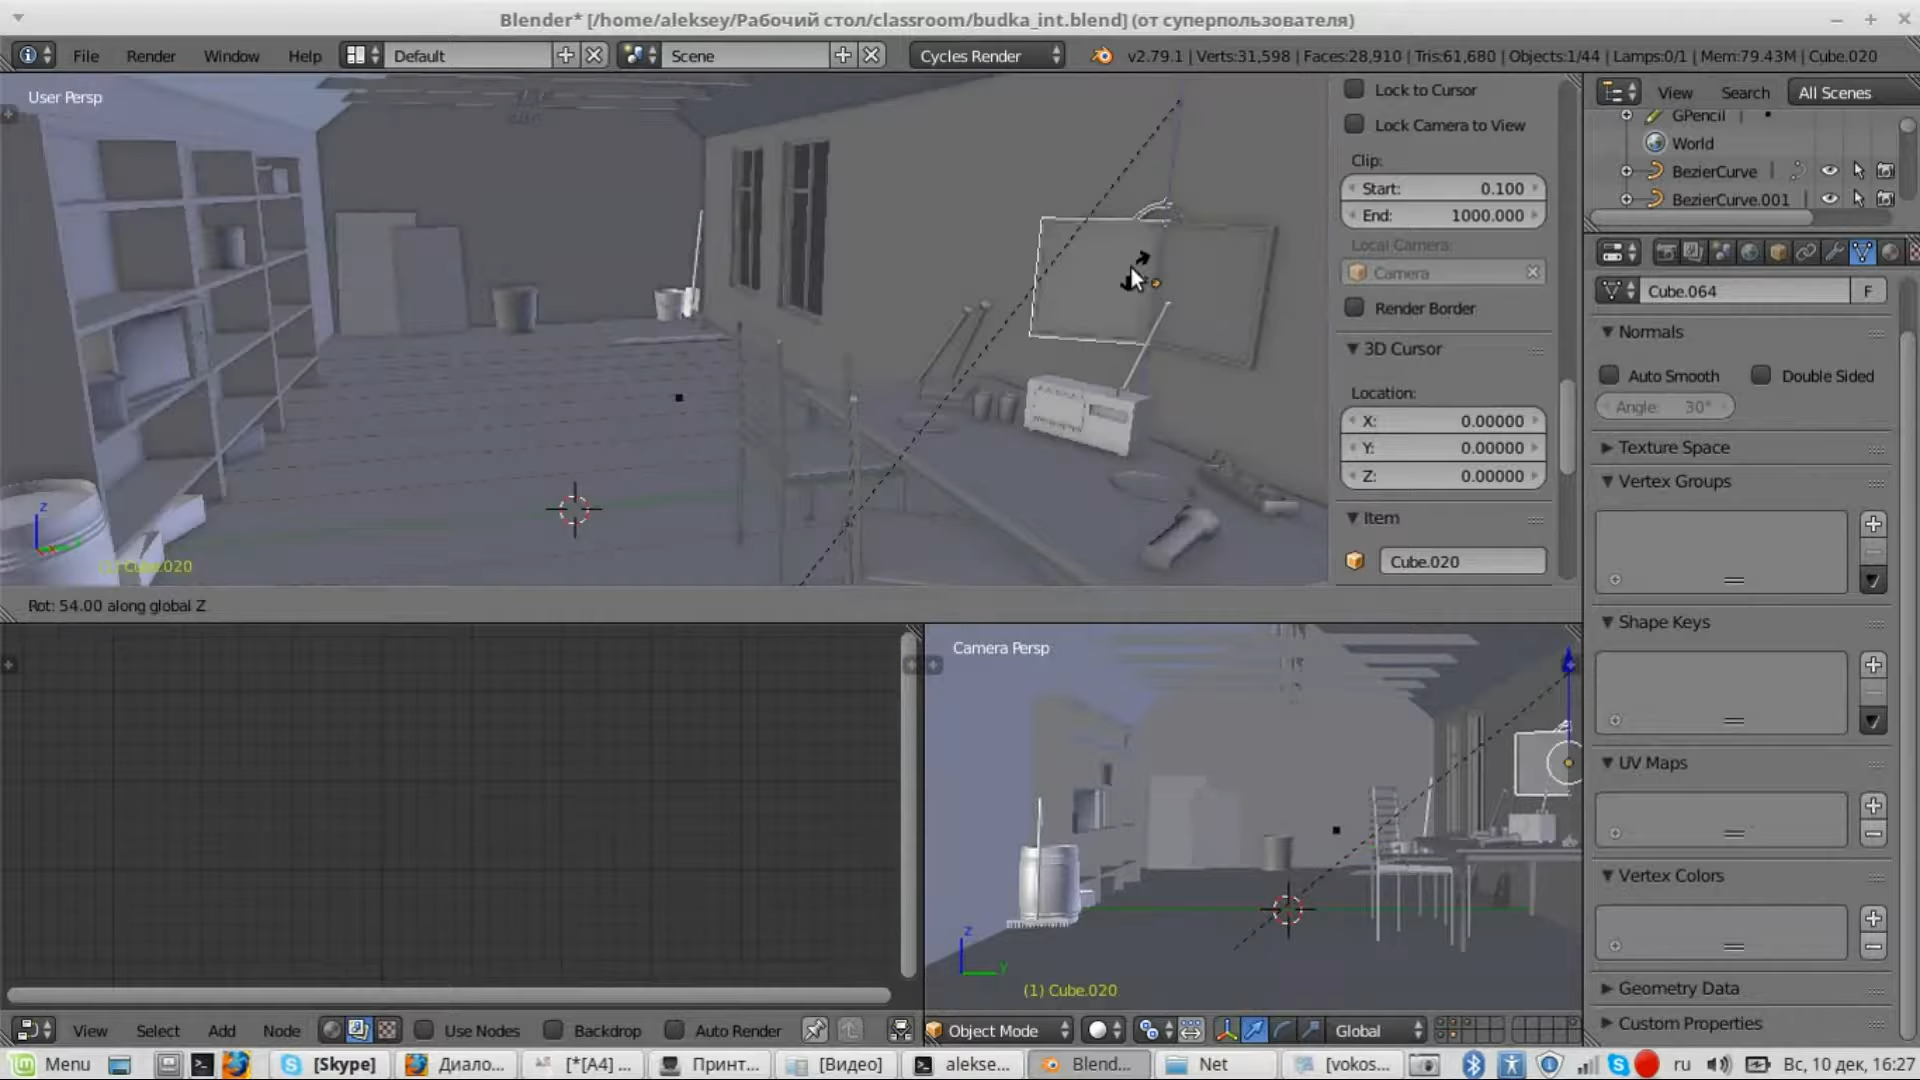 Blender* [/home/aleksey/Рабочий стол/classroom/budka_int.blend] (от суперпользователя)
File Render Window Help Default Scene Cycles Render v2.79.1 | Verts:31,598 | Faces:28,910 | Tris:61,680 | Objects:1/44 | Lamps:0/1 | Mem:79.43M | Cube.020
User Persp
(1) Cube.020
Rot: 54.00 along global Z
Lock to Cursor
Lock Camera to View
Clip:
Start: 0.100
End: 1000.000
Local Camera:
Camera
Render Border
3D Cursor
Location:
X: 0.00000
Y: 0.00000
Z: 0.00000
Item
Cube.020
View Search All Scenes
GPencil
World
BezierCurve
BezierCurve.001
Cube.064 F
Normals
Auto Smooth Double Sided
Angle: 30°
Texture Space
Vertex Groups
Shape Keys
UV Maps
Vertex Colors
Geometry Data
Custom Properties
Camera Persp
(1) Cube.020
View Select Add Node Use Nodes Backdrop Auto Render
Object Mode Global
Menu [Skype] Диало... [*[A4] ... Принт... [Видео] alekse... Blend... Net [vokos... ru Вс, 10 дек, 16:27